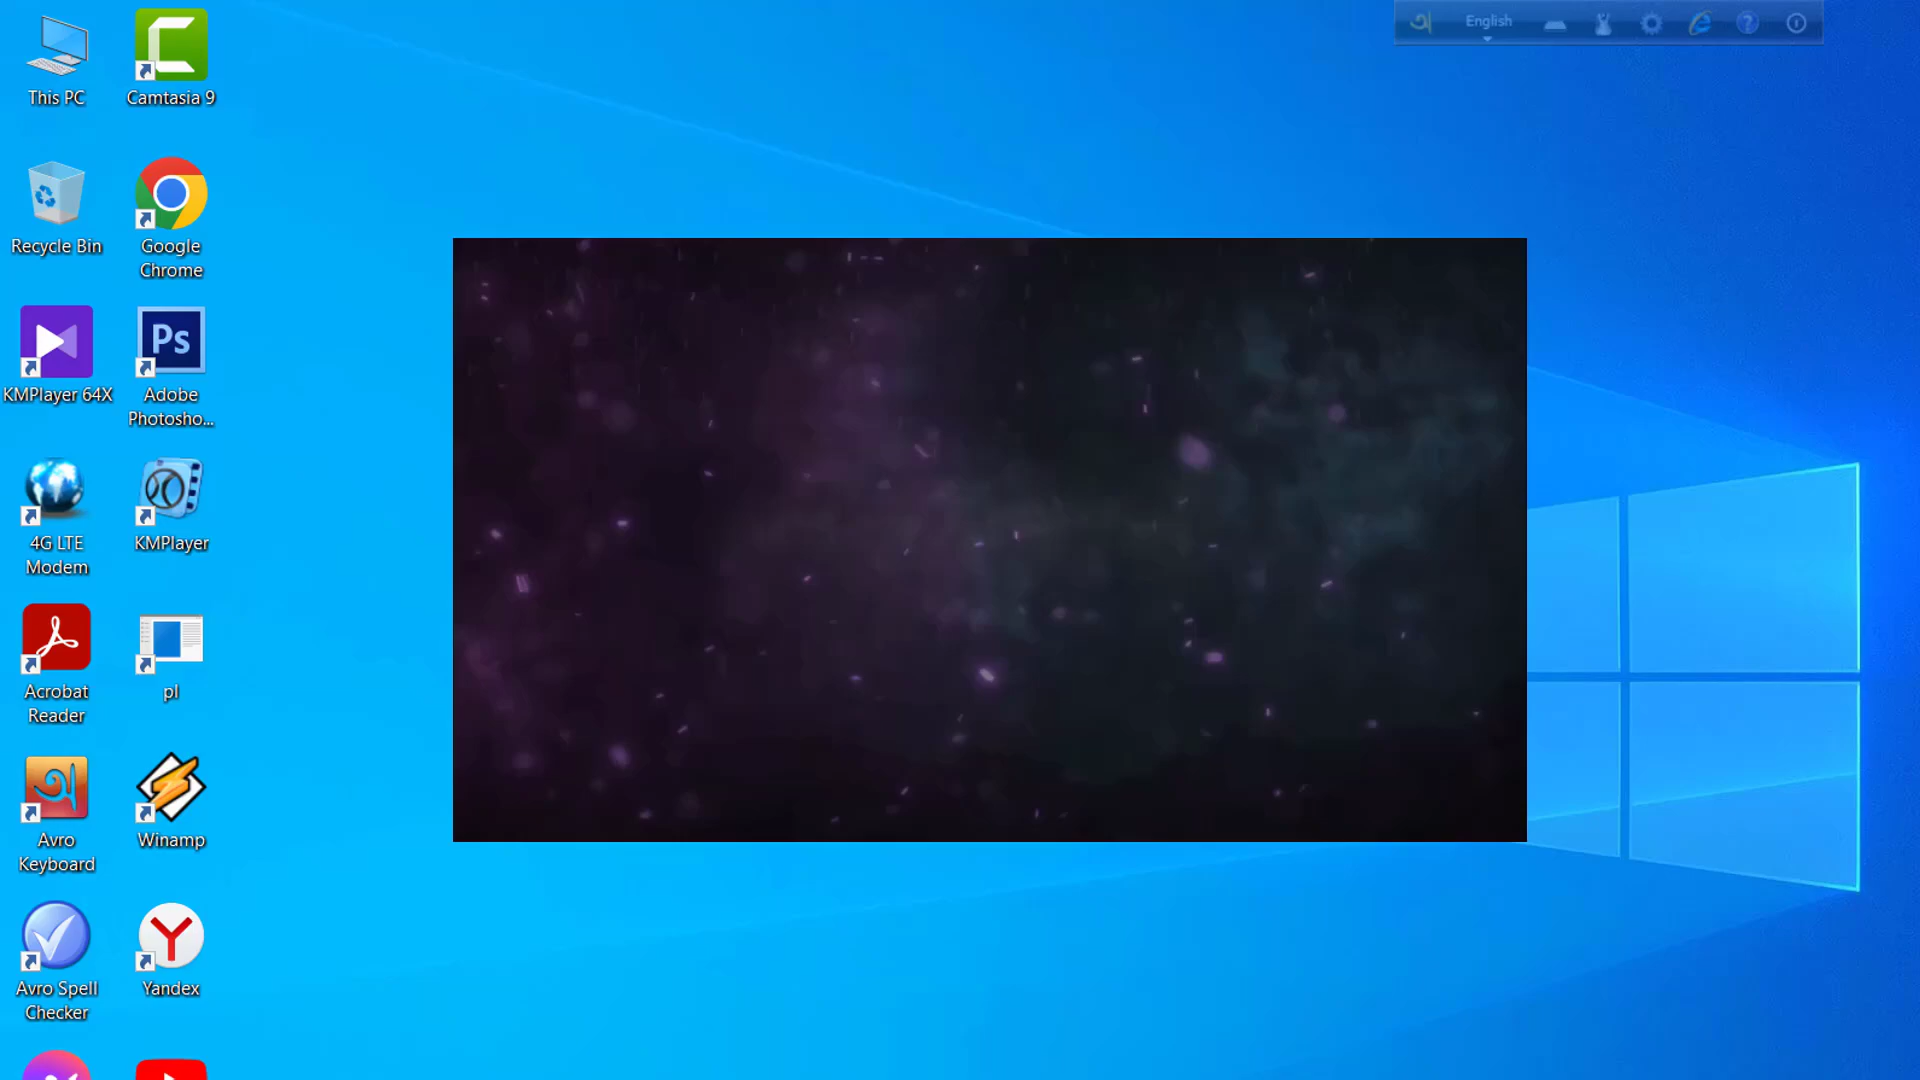 This PC
Camtasia 9
Recycle Bin
Google
Chrome
KMPlayer 64X
Ps
Adobe
Photosho...
4G LTE
Modem
KMPlayer
Acrobat
Reader
pl
অ
Avro
Keyboard
Winamp
Avro Spell
Checker
Y
Yandex
অ English ?